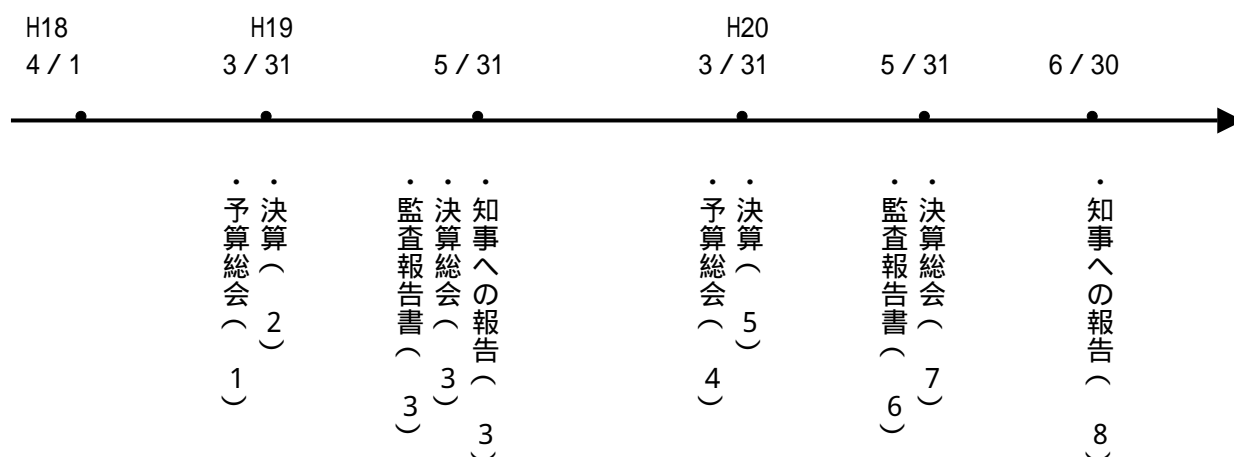 H18
H19
H20
4/1
3/31
5/31
3/31
5/31
6/30
・予算総会( 1)
・決算( 2)
・監査報告書( 3)
・決算総会( 3)
・知事への報告( 3)
・予算総会( 4)
・決算( 5)
・監査報告書( 6)
・決算総会( 7)
・知事への報告( 8)